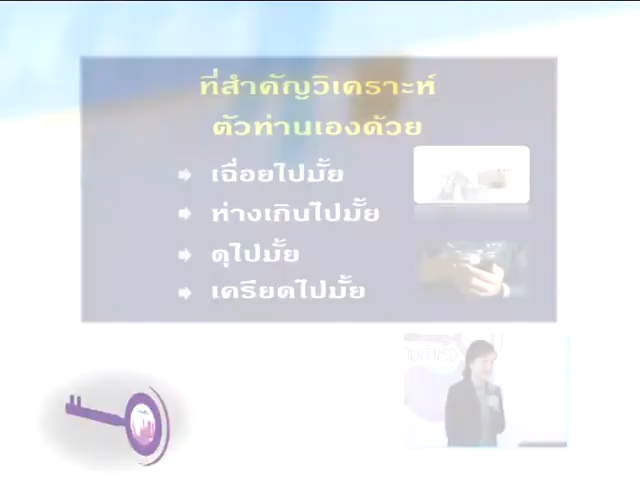 ที่สำคัญวิเคราะห์
ตัวท่านเองด้วย
เฉื่อยไปมั้ย
ห่างเกินไปมั้ย
ดุไปมั้ย
เครียดไปมั้ย